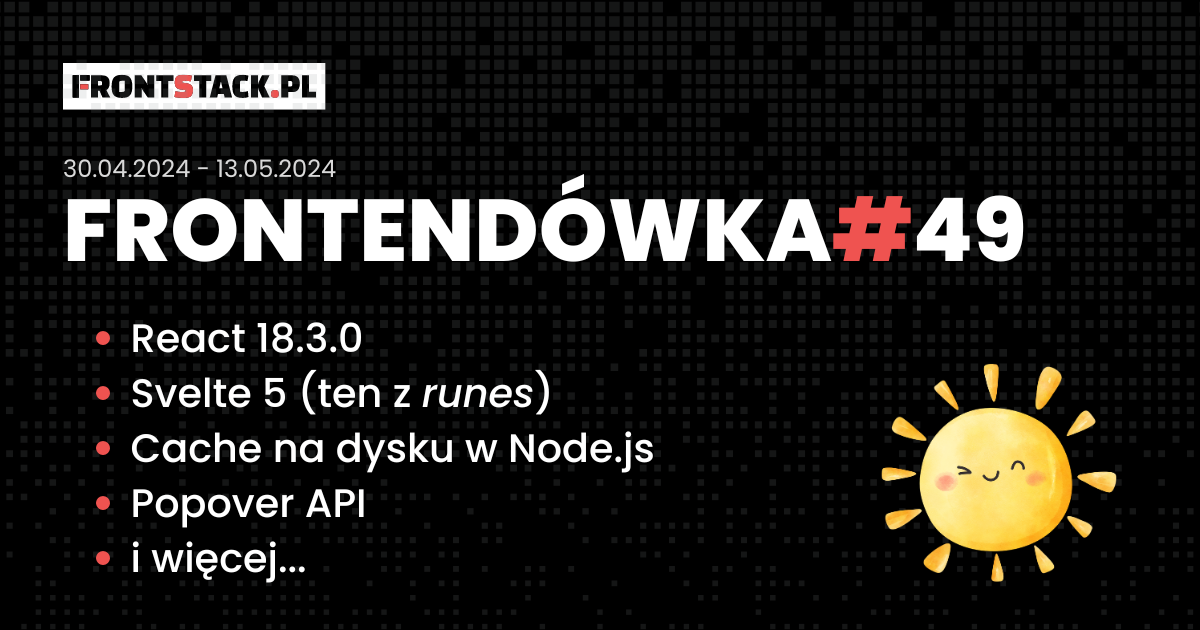 FRONTSTACK.PL
30.04.2024 - 13.05.2024
FRONTENDÓWKA#49
React 18.3.0
Svelte 5 (ten z runes)
Cache na dysku w Node.js
Popover API
i więcej...